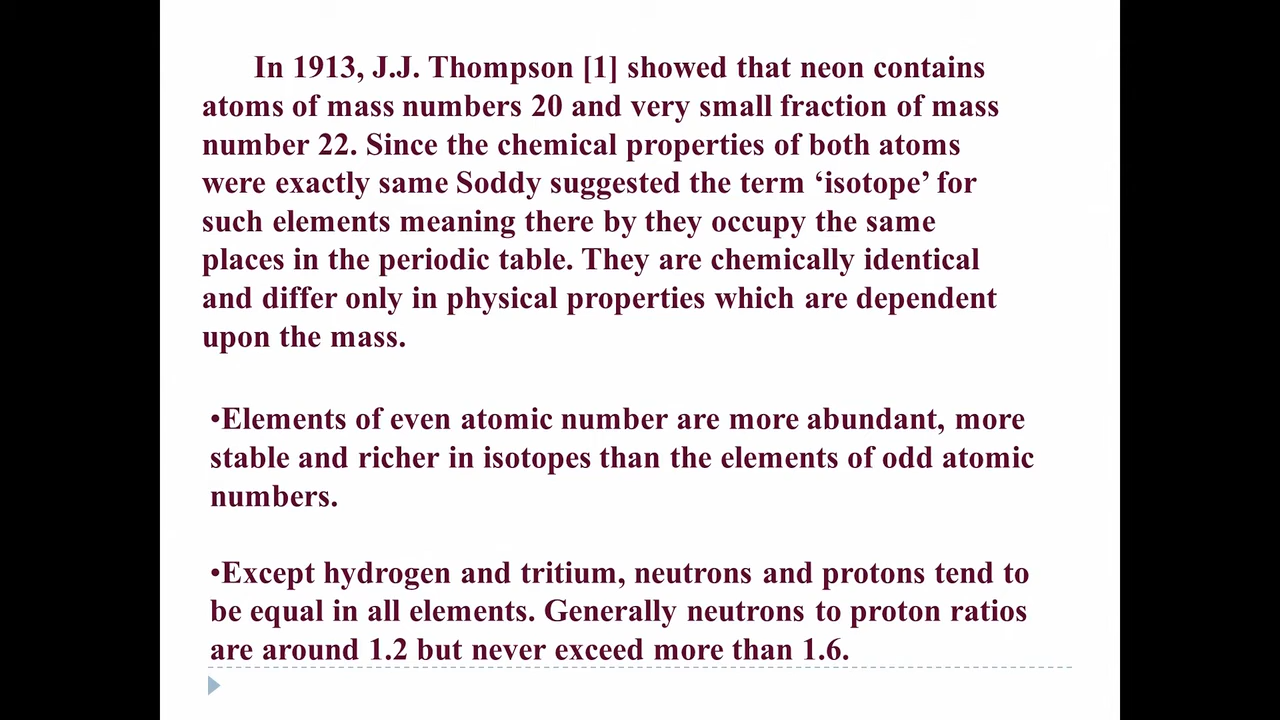 In 1913, J.J. Thompson [1] showed that neon contains
atoms of mass numbers 20 and very small fraction of mass
number 22. Since the chemical properties of both atoms
were exactly same Soddy suggested the term ‘isotope’ for
such elements meaning there by they occupy the same
places in the periodic table. They are chemically identical
and differ only in physical properties which are dependent
upon the mass.
•Elements of even atomic number are more abundant, more
stable and richer in isotopes than the elements of odd atomic
numbers.
•Except hydrogen and tritium, neutrons and protons tend to
be equal in all elements. Generally neutrons to proton ratios
are around 1.2 but never exceed more than 1.6.